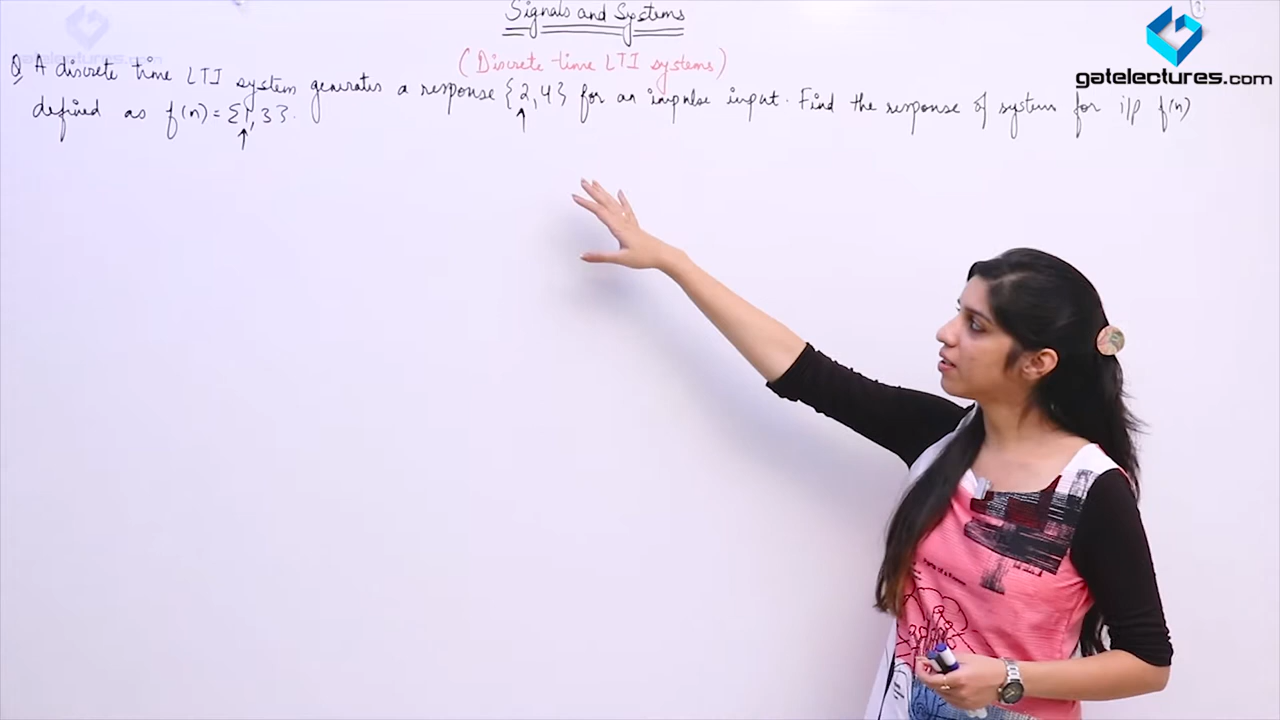 Signals and Systems
(Discrete time LTI systems)
Q A discrete time LTI system generates a response {2,4} for an impulse input. Find the response of system for i/p f(n)
defined as f(n) = {1,3}.
gatelectures.com